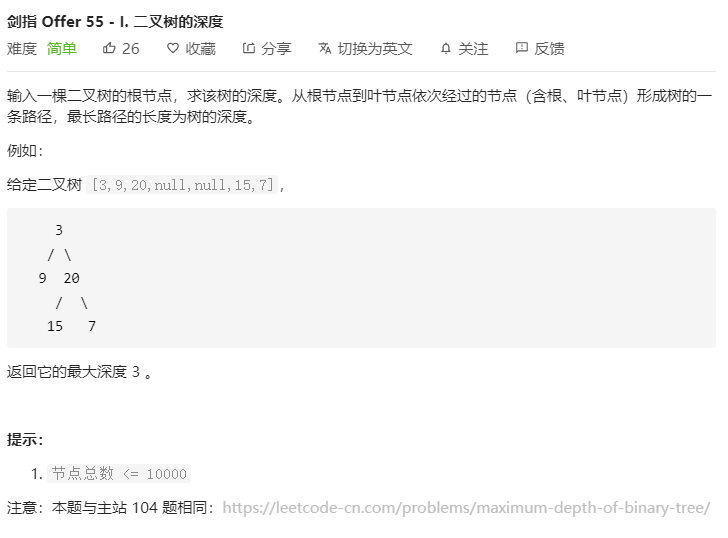 剑指 Offer 55 - I. 二叉树的深度
难度 简单 26 收藏 分享 切换为英文 关注 反馈
输入一棵二叉树的根节点，求该树的深度。从根节点到叶节点依次经过的节点（含根、叶节点）形成树的一
条路径，最长路径的长度为树的深度。
例如：
给定二叉树 [3,9,20,null,null,15,7]，
3
/ \
9 20
/ \
15 7
返回它的最大深度 3 。
提示：
1. 节点总数 <= 10000
注意：本题与主站 104 题相同：https://leetcode-cn.com/problems/maximum-depth-of-binary-tree/